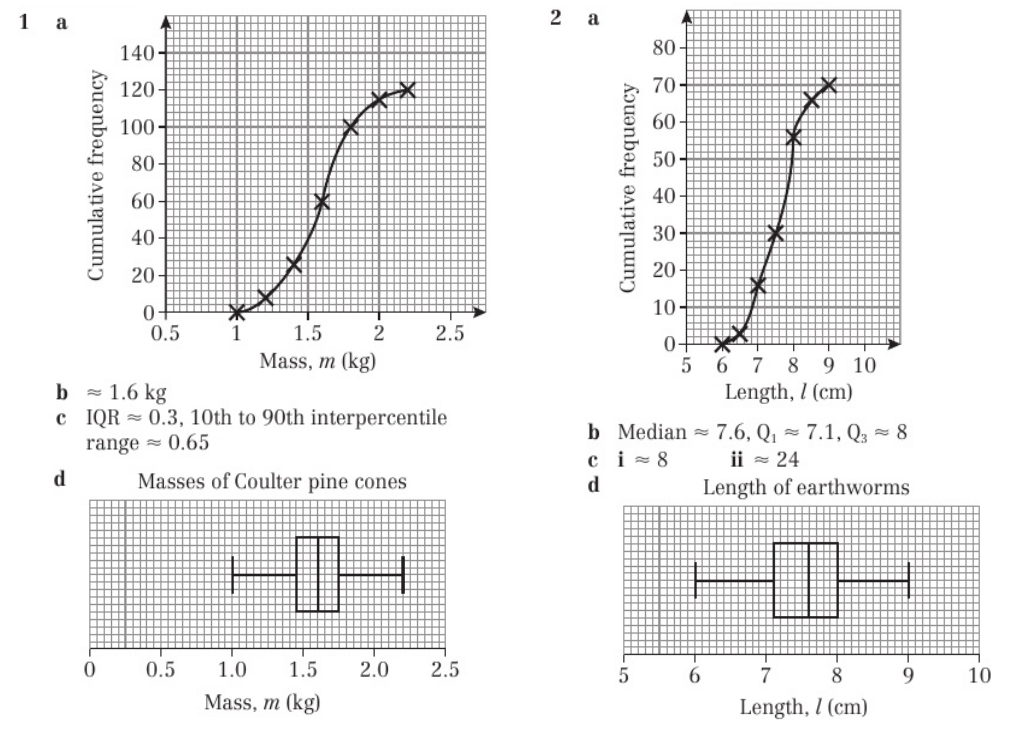 1 a
140
120
100
80
60
40
20
0
Cumulative frequency
0.5 1 1.5 2 2.5
Mass, m (kg)
b ≈ 1.6 kg
c IQR ≈ 0.3, 10th to 90th interpercentile
range ≈ 0.65
d Masses of Coulter pine cones
0 0.5 1.0 1.5 2.0 2.5
Mass, m (kg)
2 a
80
70
60
50
40
30
20
10
0
Cumulative frequency
5 6 7 8 9 10
Length, l (cm)
b Median ≈ 7.6, Q₁ ≈ 7.1, Q₃ ≈ 8
c i ≈ 8 ii ≈ 24
d Length of earthworms
5 6 7 8 9 10
Length, l (cm)